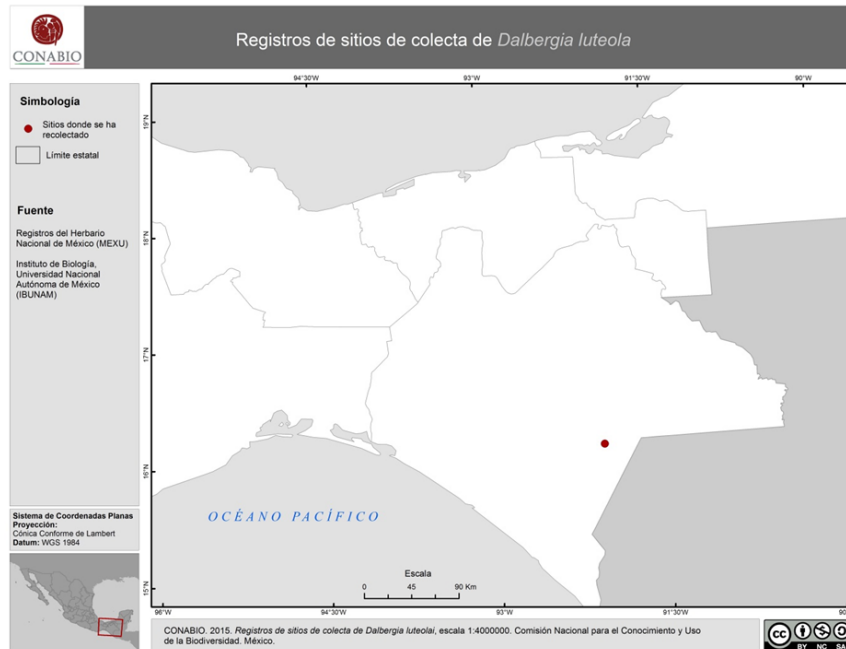 CONABIO
Registros de sitios de colecta de Dalbergia luteola
Simbología
Sitios donde se ha
recolectado
Límite estatal
Fuente
Registros del Herbario
Nacional de México (MEXU)
Instituto de Biología,
Universidad Nacional
Autónoma de México
(IBUNAM)
Sistema de Coordenadas Planas
Proyección:
Cónica Conforme de Lambert
Datum: WGS 1984
94°30'W
93°W
91°30'W
90°W
19°N
18°N
17°N
16°N
15°N
OCÉANO PACÍFICO
Escala
0 45 90 Km
96°W
94°30'W
93°W
91°30'W
90
CONABIO. 2015. Registros de sitios de colecta de Dalbergia luteolai, escala 1:4000000. Comisión Nacional para el Conocimiento y Uso
de la Biodiversidad. México.
cc
BY NC SA